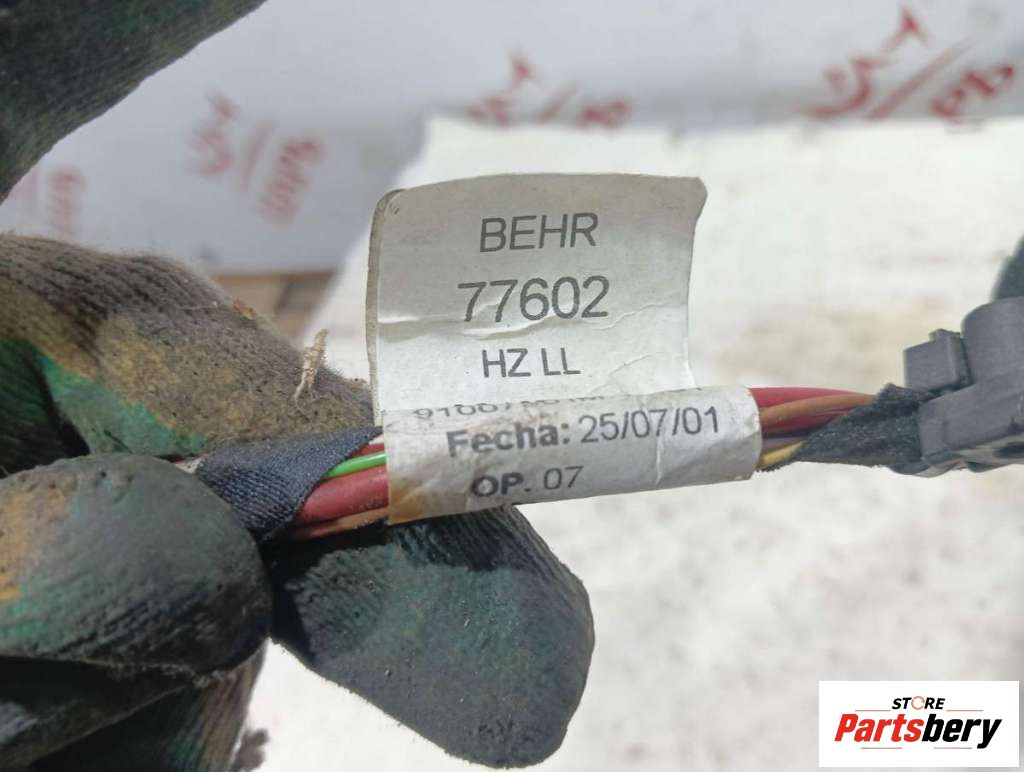 BEHR
77602
HZ LL
Fecha: 25/07/01
OP. 07
STORE
Partsbery